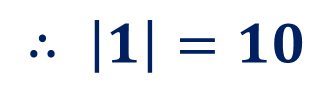 ∴ |1| = 10